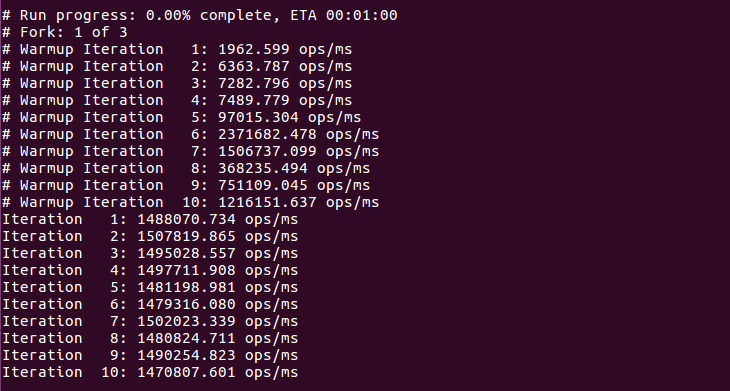 # Run progress: 0.00% complete, ETA 00:01:00
# Fork: 1 of 3
# Warmup Iteration   1: 1962.599 ops/ms
# Warmup Iteration   2: 6363.787 ops/ms
# Warmup Iteration   3: 7282.796 ops/ms
# Warmup Iteration   4: 7489.779 ops/ms
# Warmup Iteration   5: 97015.304 ops/ms
# Warmup Iteration   6: 2371682.478 ops/ms
# Warmup Iteration   7: 1506737.099 ops/ms
# Warmup Iteration   8: 368235.494 ops/ms
# Warmup Iteration   9: 751109.045 ops/ms
# Warmup Iteration  10: 1216151.637 ops/ms
Iteration   1: 1488070.734 ops/ms
Iteration   2: 1507819.865 ops/ms
Iteration   3: 1495028.557 ops/ms
Iteration   4: 1497711.908 ops/ms
Iteration   5: 1481198.981 ops/ms
Iteration   6: 1479316.080 ops/ms
Iteration   7: 1502023.339 ops/ms
Iteration   8: 1480824.711 ops/ms
Iteration   9: 1490254.823 ops/ms
Iteration  10: 1470807.601 ops/ms